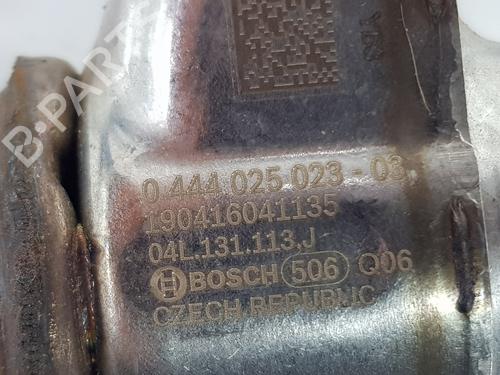 B-PARTS
0 444 025 023 - 03
190416041135
04L.131.113.J
BOSCH 506 Q06
CZECH REPUBLIC